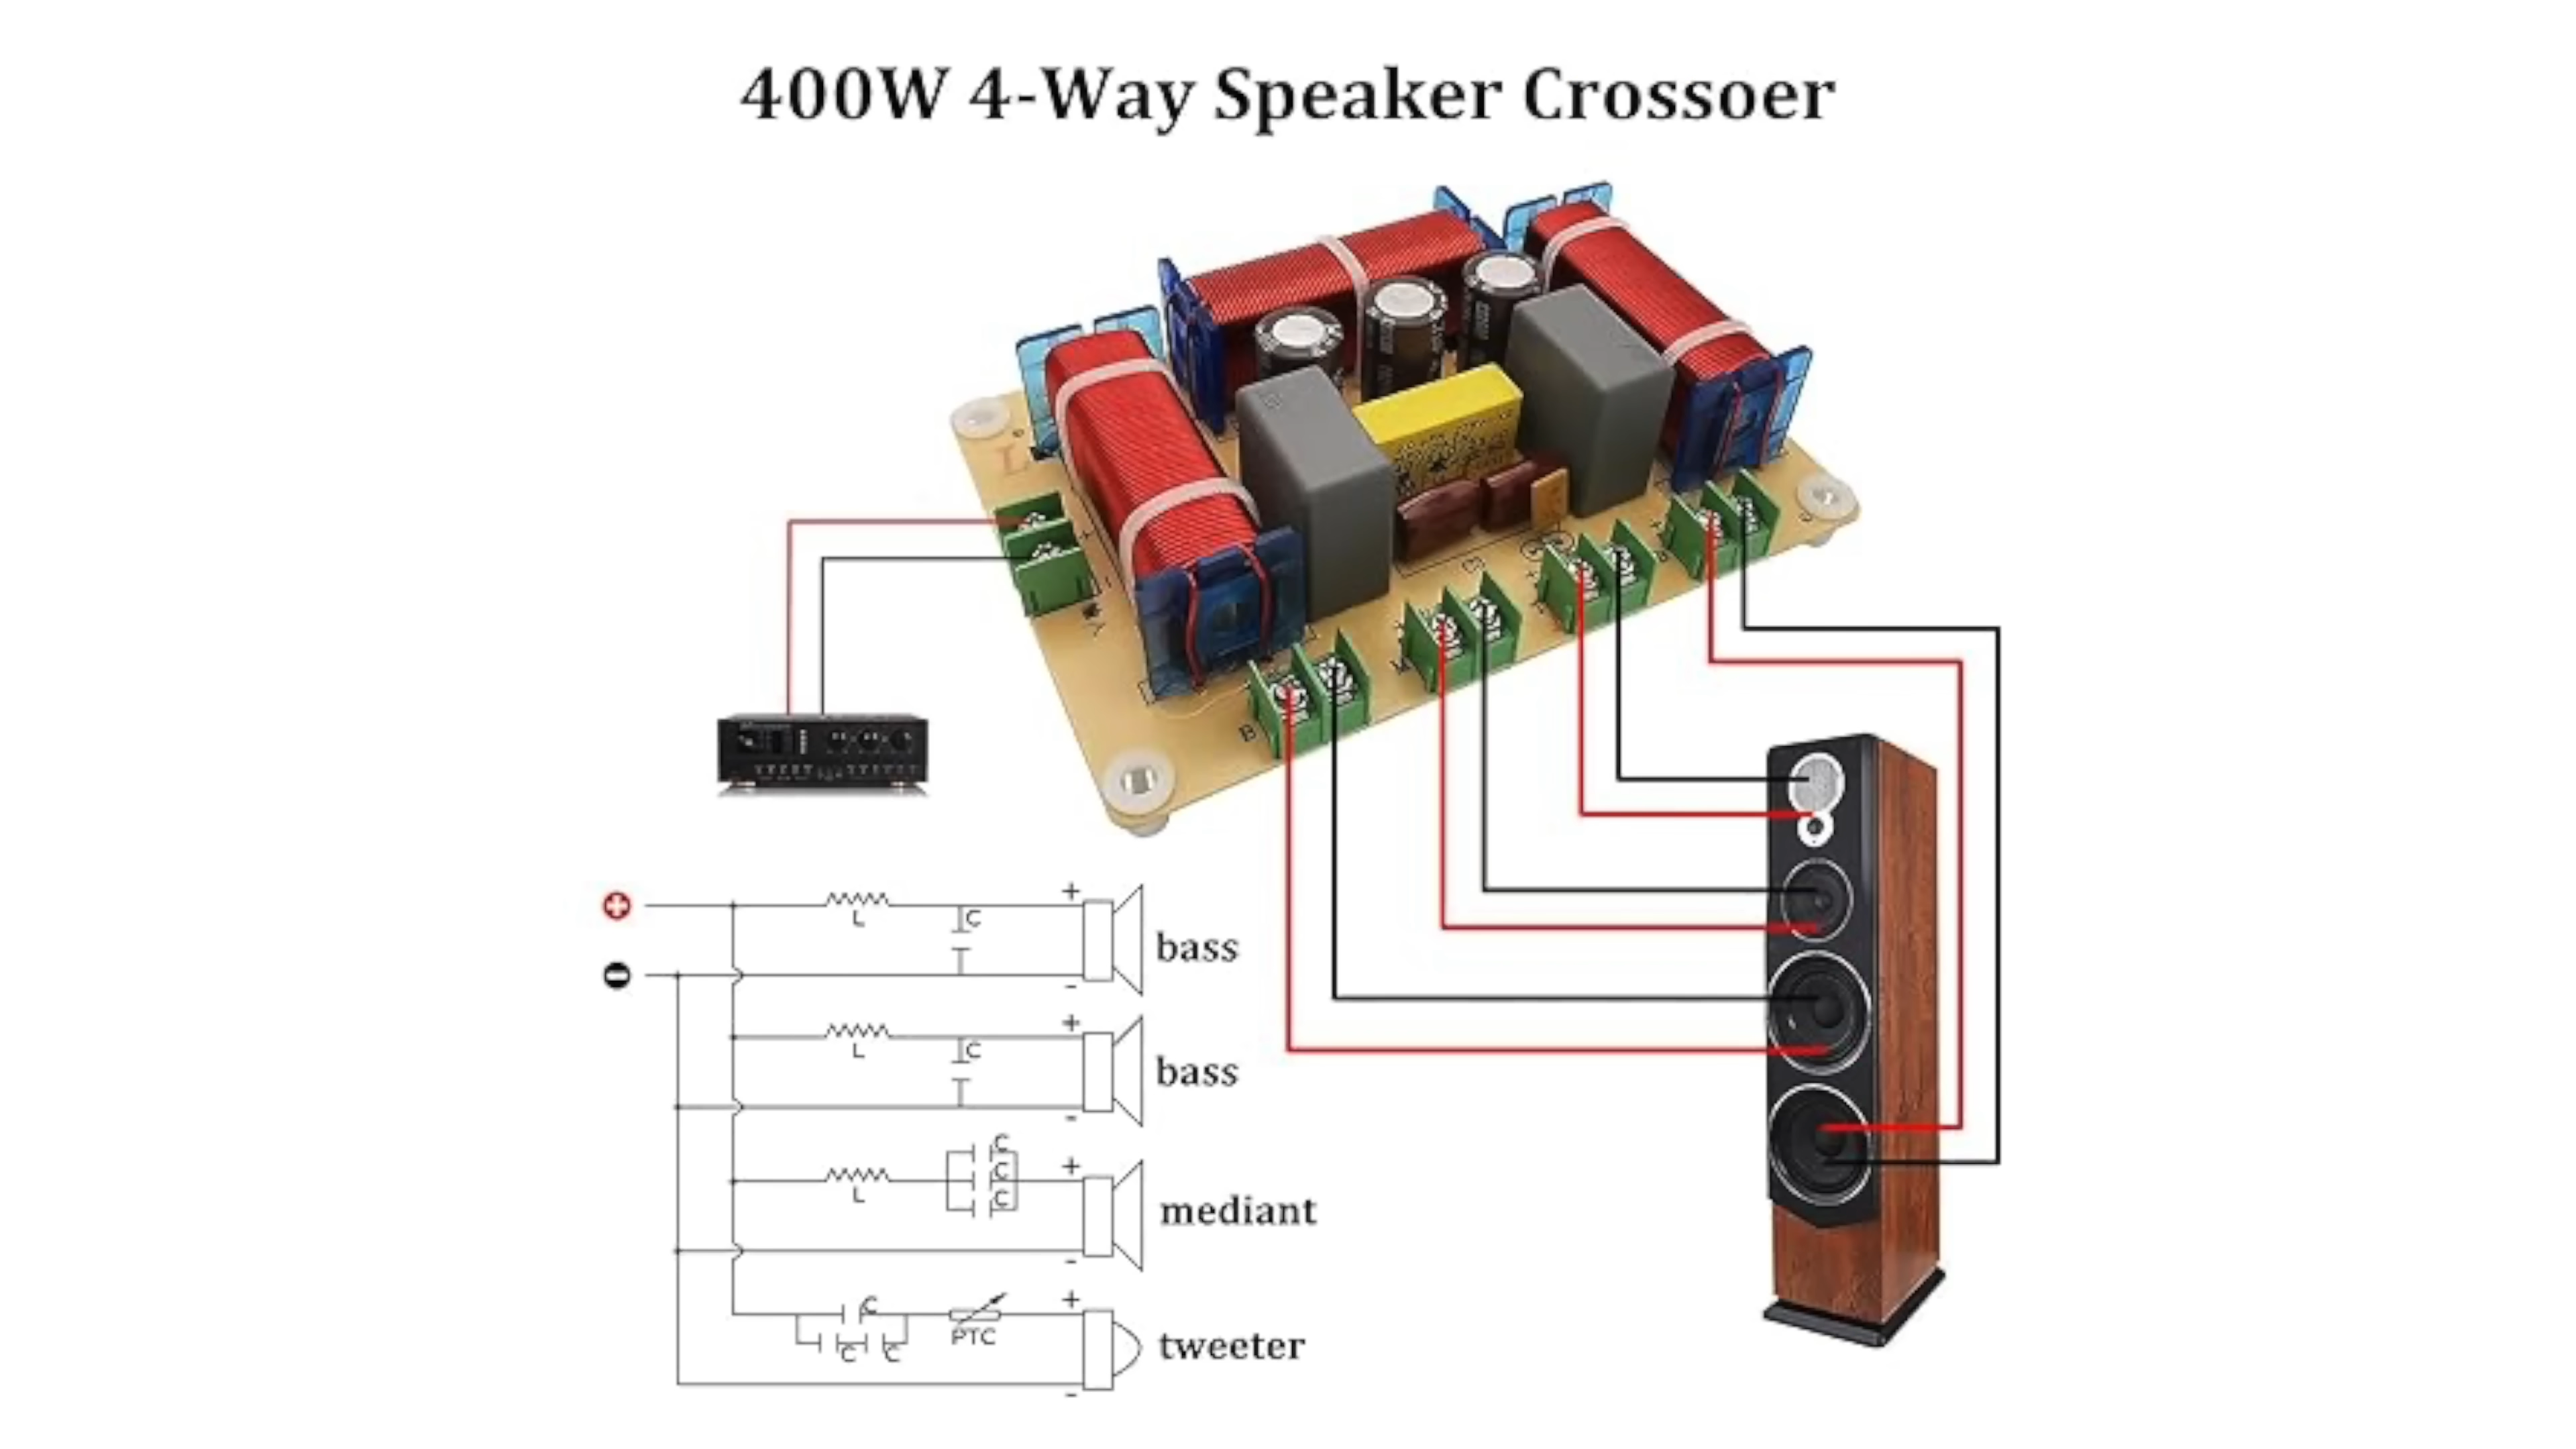 400W 4-Way Speaker Crossoer
L
B
M
+
L
C
-
bass
+
L
C
-
bass
+
L
C
C
C
-
mediant
+
C
C
C
PTC
-
tweeter